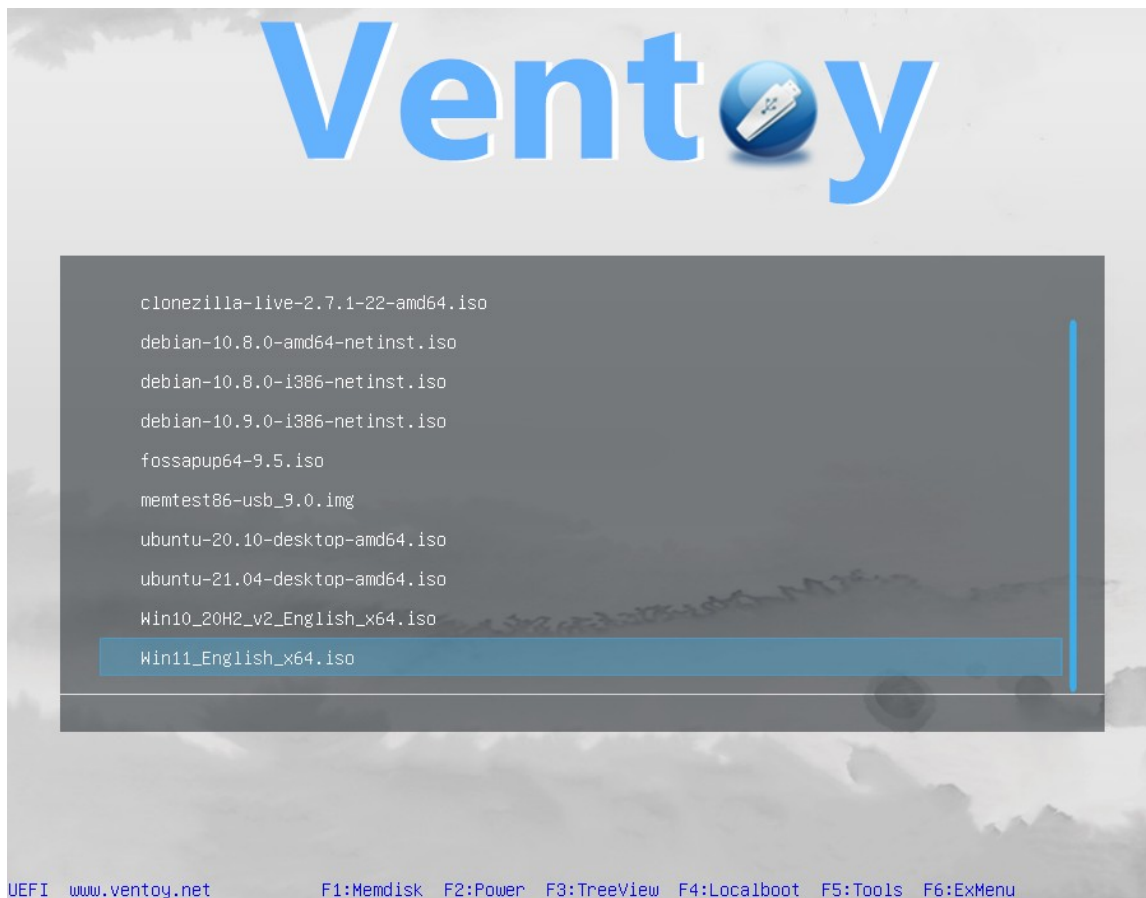 Ventoy
clonezilla-live-2.7.1-22-amd64.iso
debian-10.8.0-amd64-netinst.iso
debian-10.8.0-i386-netinst.iso
debian-10.9.0-i386-netinst.iso
fossapup64-9.5.iso
memtest86-usb_9.0.img
ubuntu-20.10-desktop-amd64.iso
ubuntu-21.04-desktop-amd64.iso
Win10_20H2_v2_English_x64.iso
Win11_English_x64.iso
UEFI www.ventoy.net F1:Memdisk F2:Power F3:TreeView F4:Localboot F5:Tools F6:ExMenu